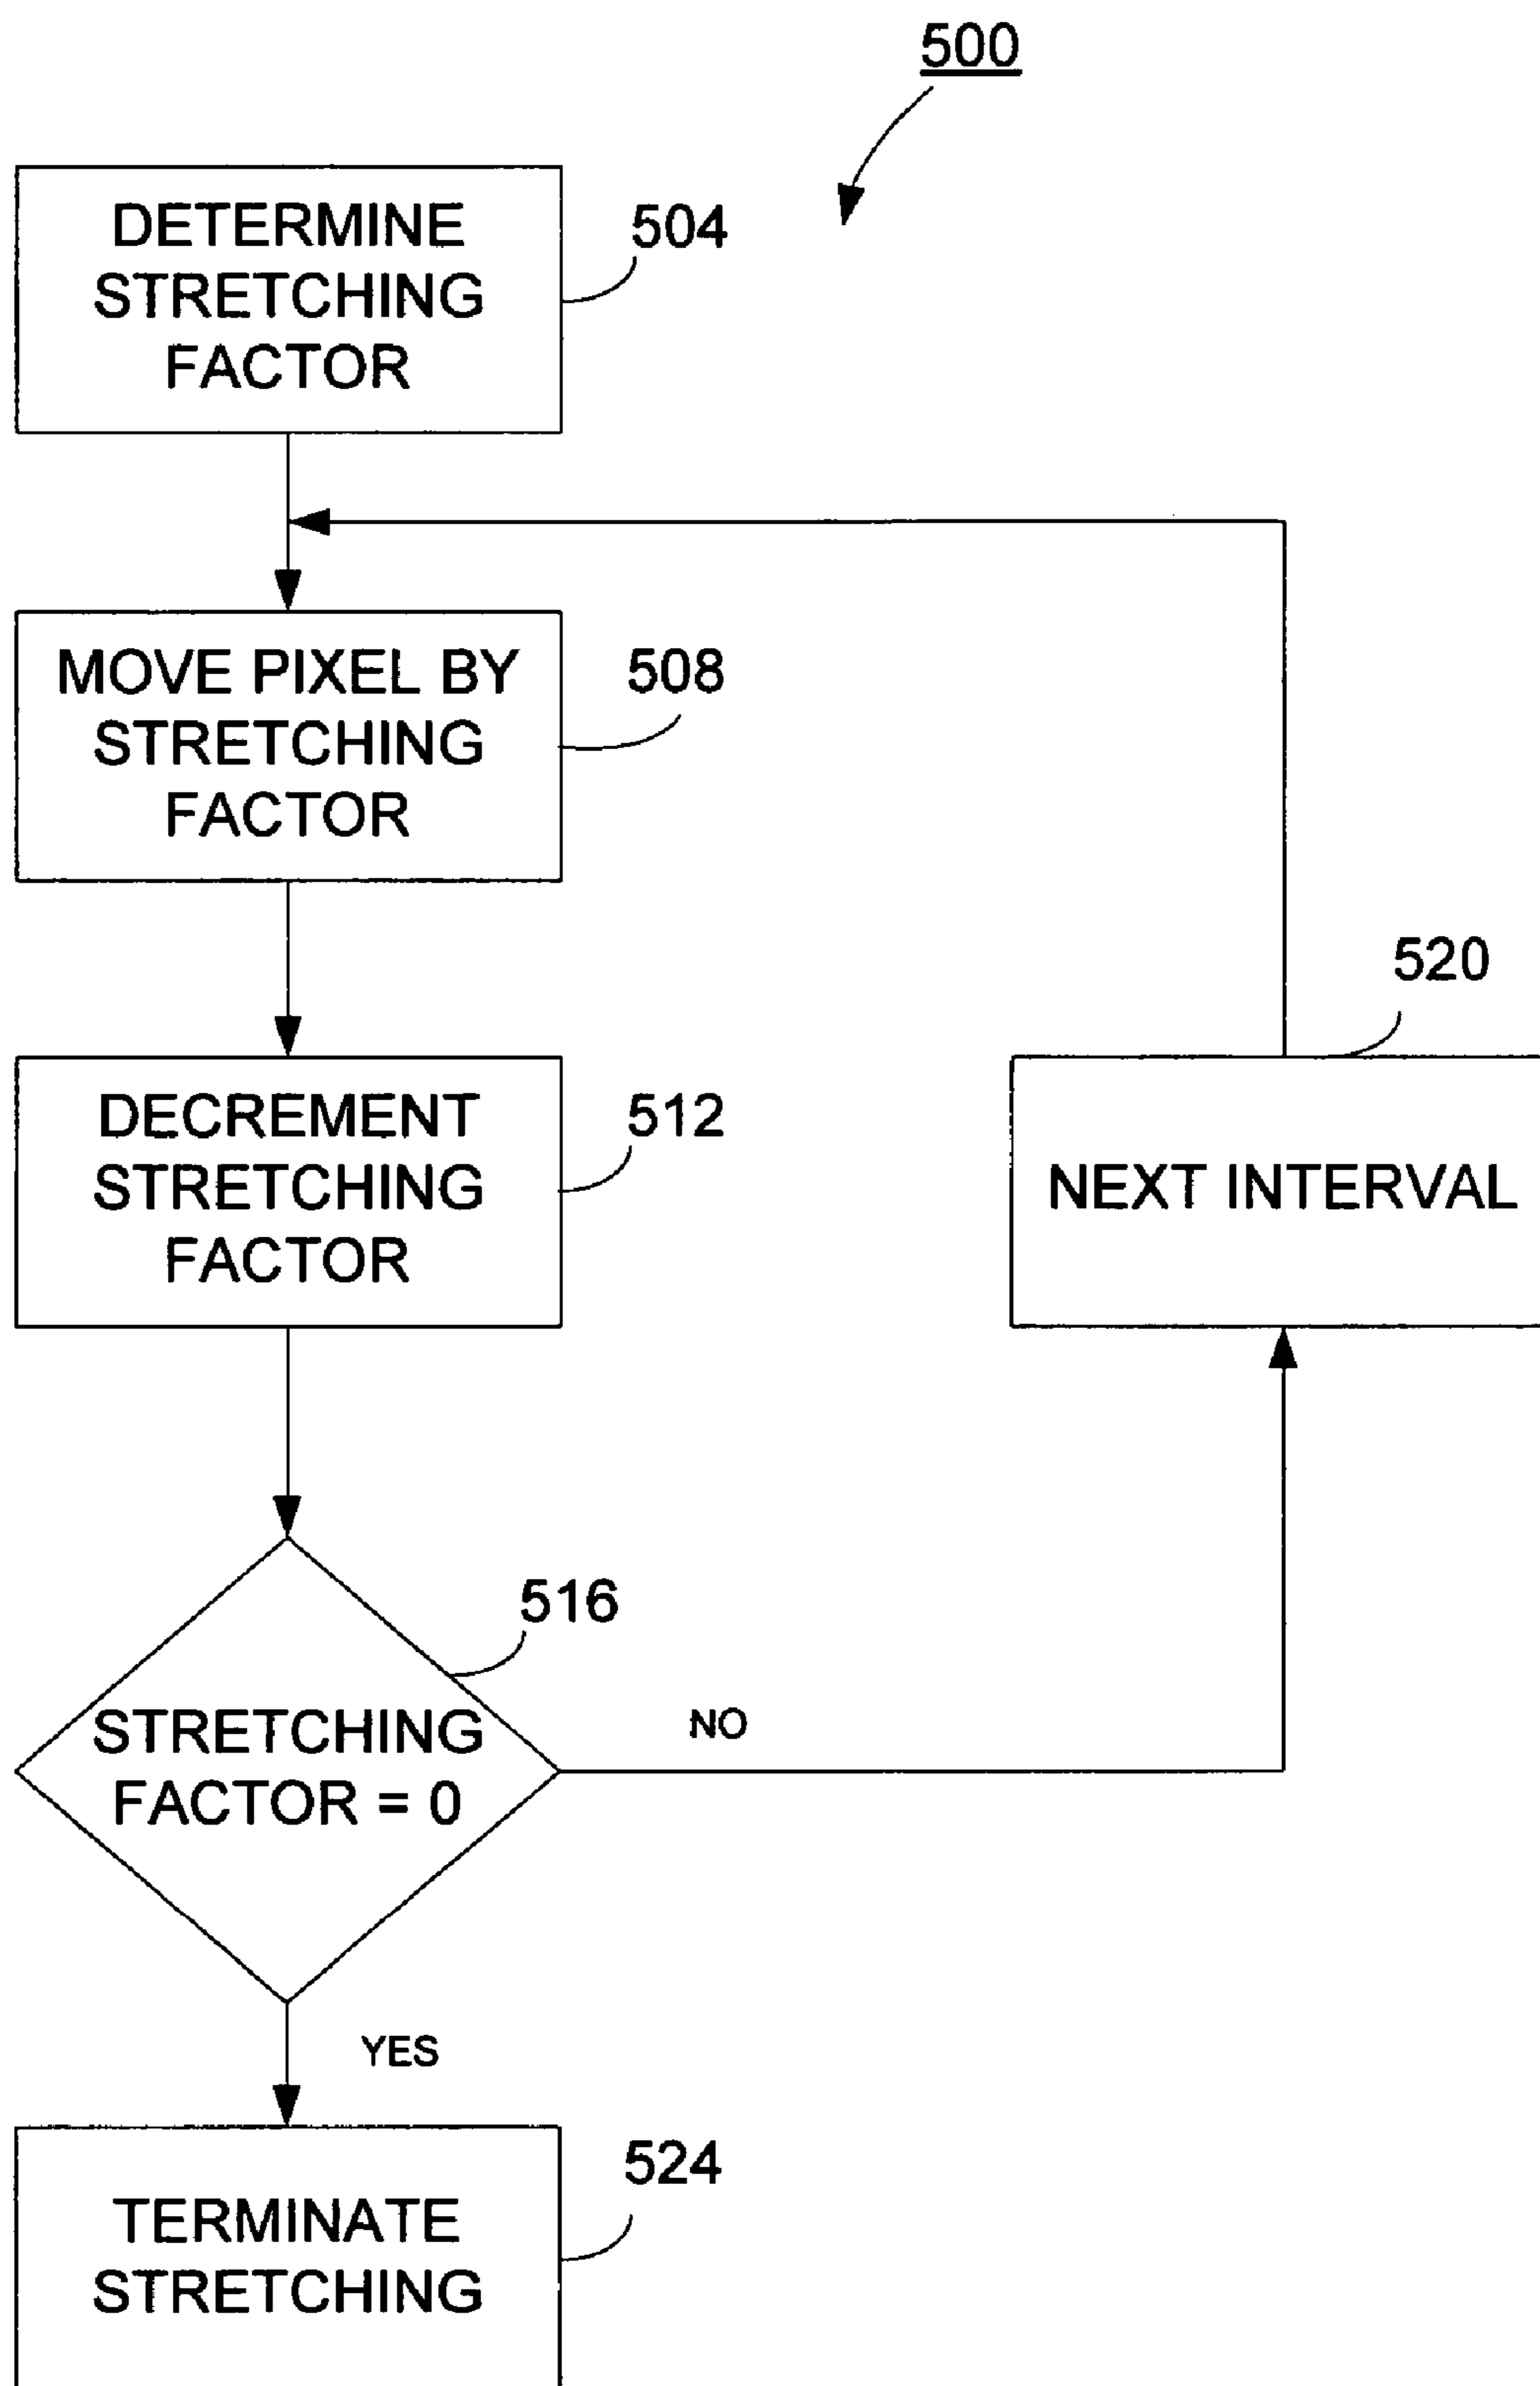 500
DETERMINE
STRETCHING
FACTOR
504
MOVE PIXEL BY
STRETCHING
FACTOR
508
520
DECREMENT
STRETCHING
FACTOR
512
NEXT INTERVAL
516
STRETCHING
FACTOR = 0
NO
YES
524
TERMINATE
STRETCHING